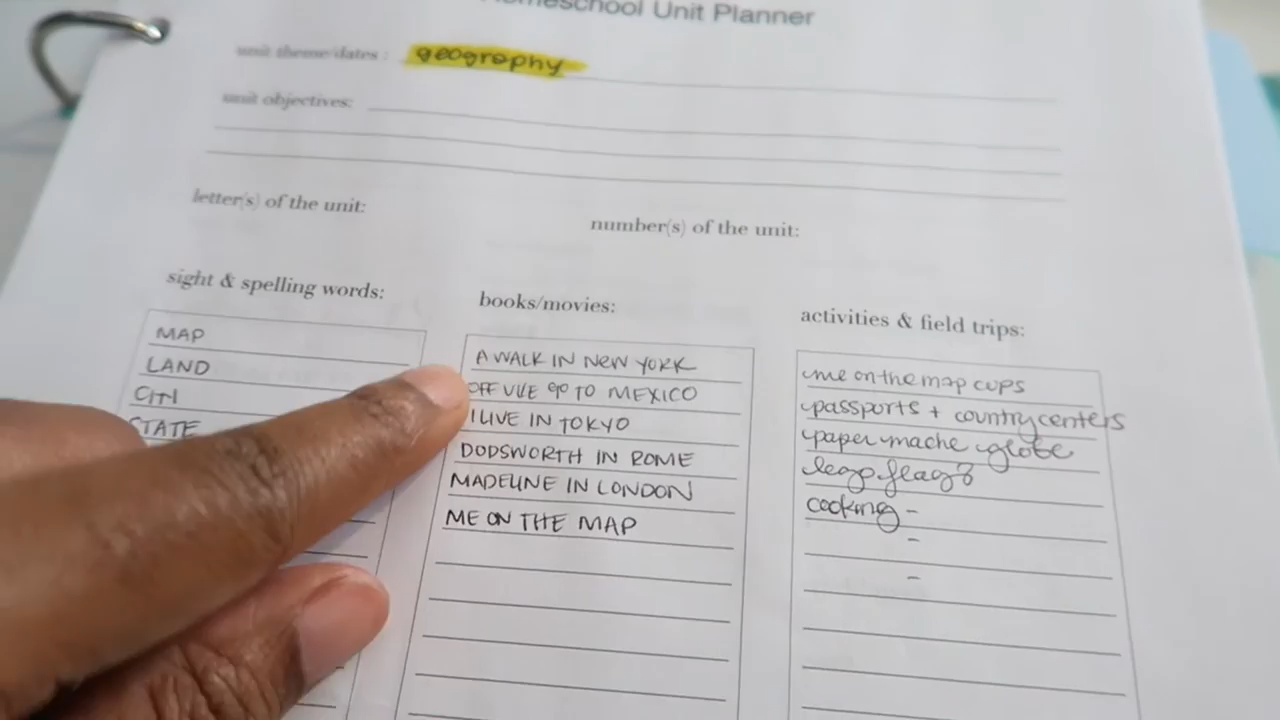 Homeschool Unit Planner
unit theme/dates : geography
unit objectives:
letter(s) of the unit:
number(s) of the unit:
sight & spelling words:
MAP
LAND
CITY
STATE
books/movies:
A WALK IN NEW YORK
OFF WE go TO MEXICO
I LIVE IN TOKYO
DODSWORTH IN ROME
MADELINE IN LONDON
ME ON THE MAP
activities & field trips:
me on the map cups
passports + country centers
paper mache globe
lego flags
cooking -
-
-